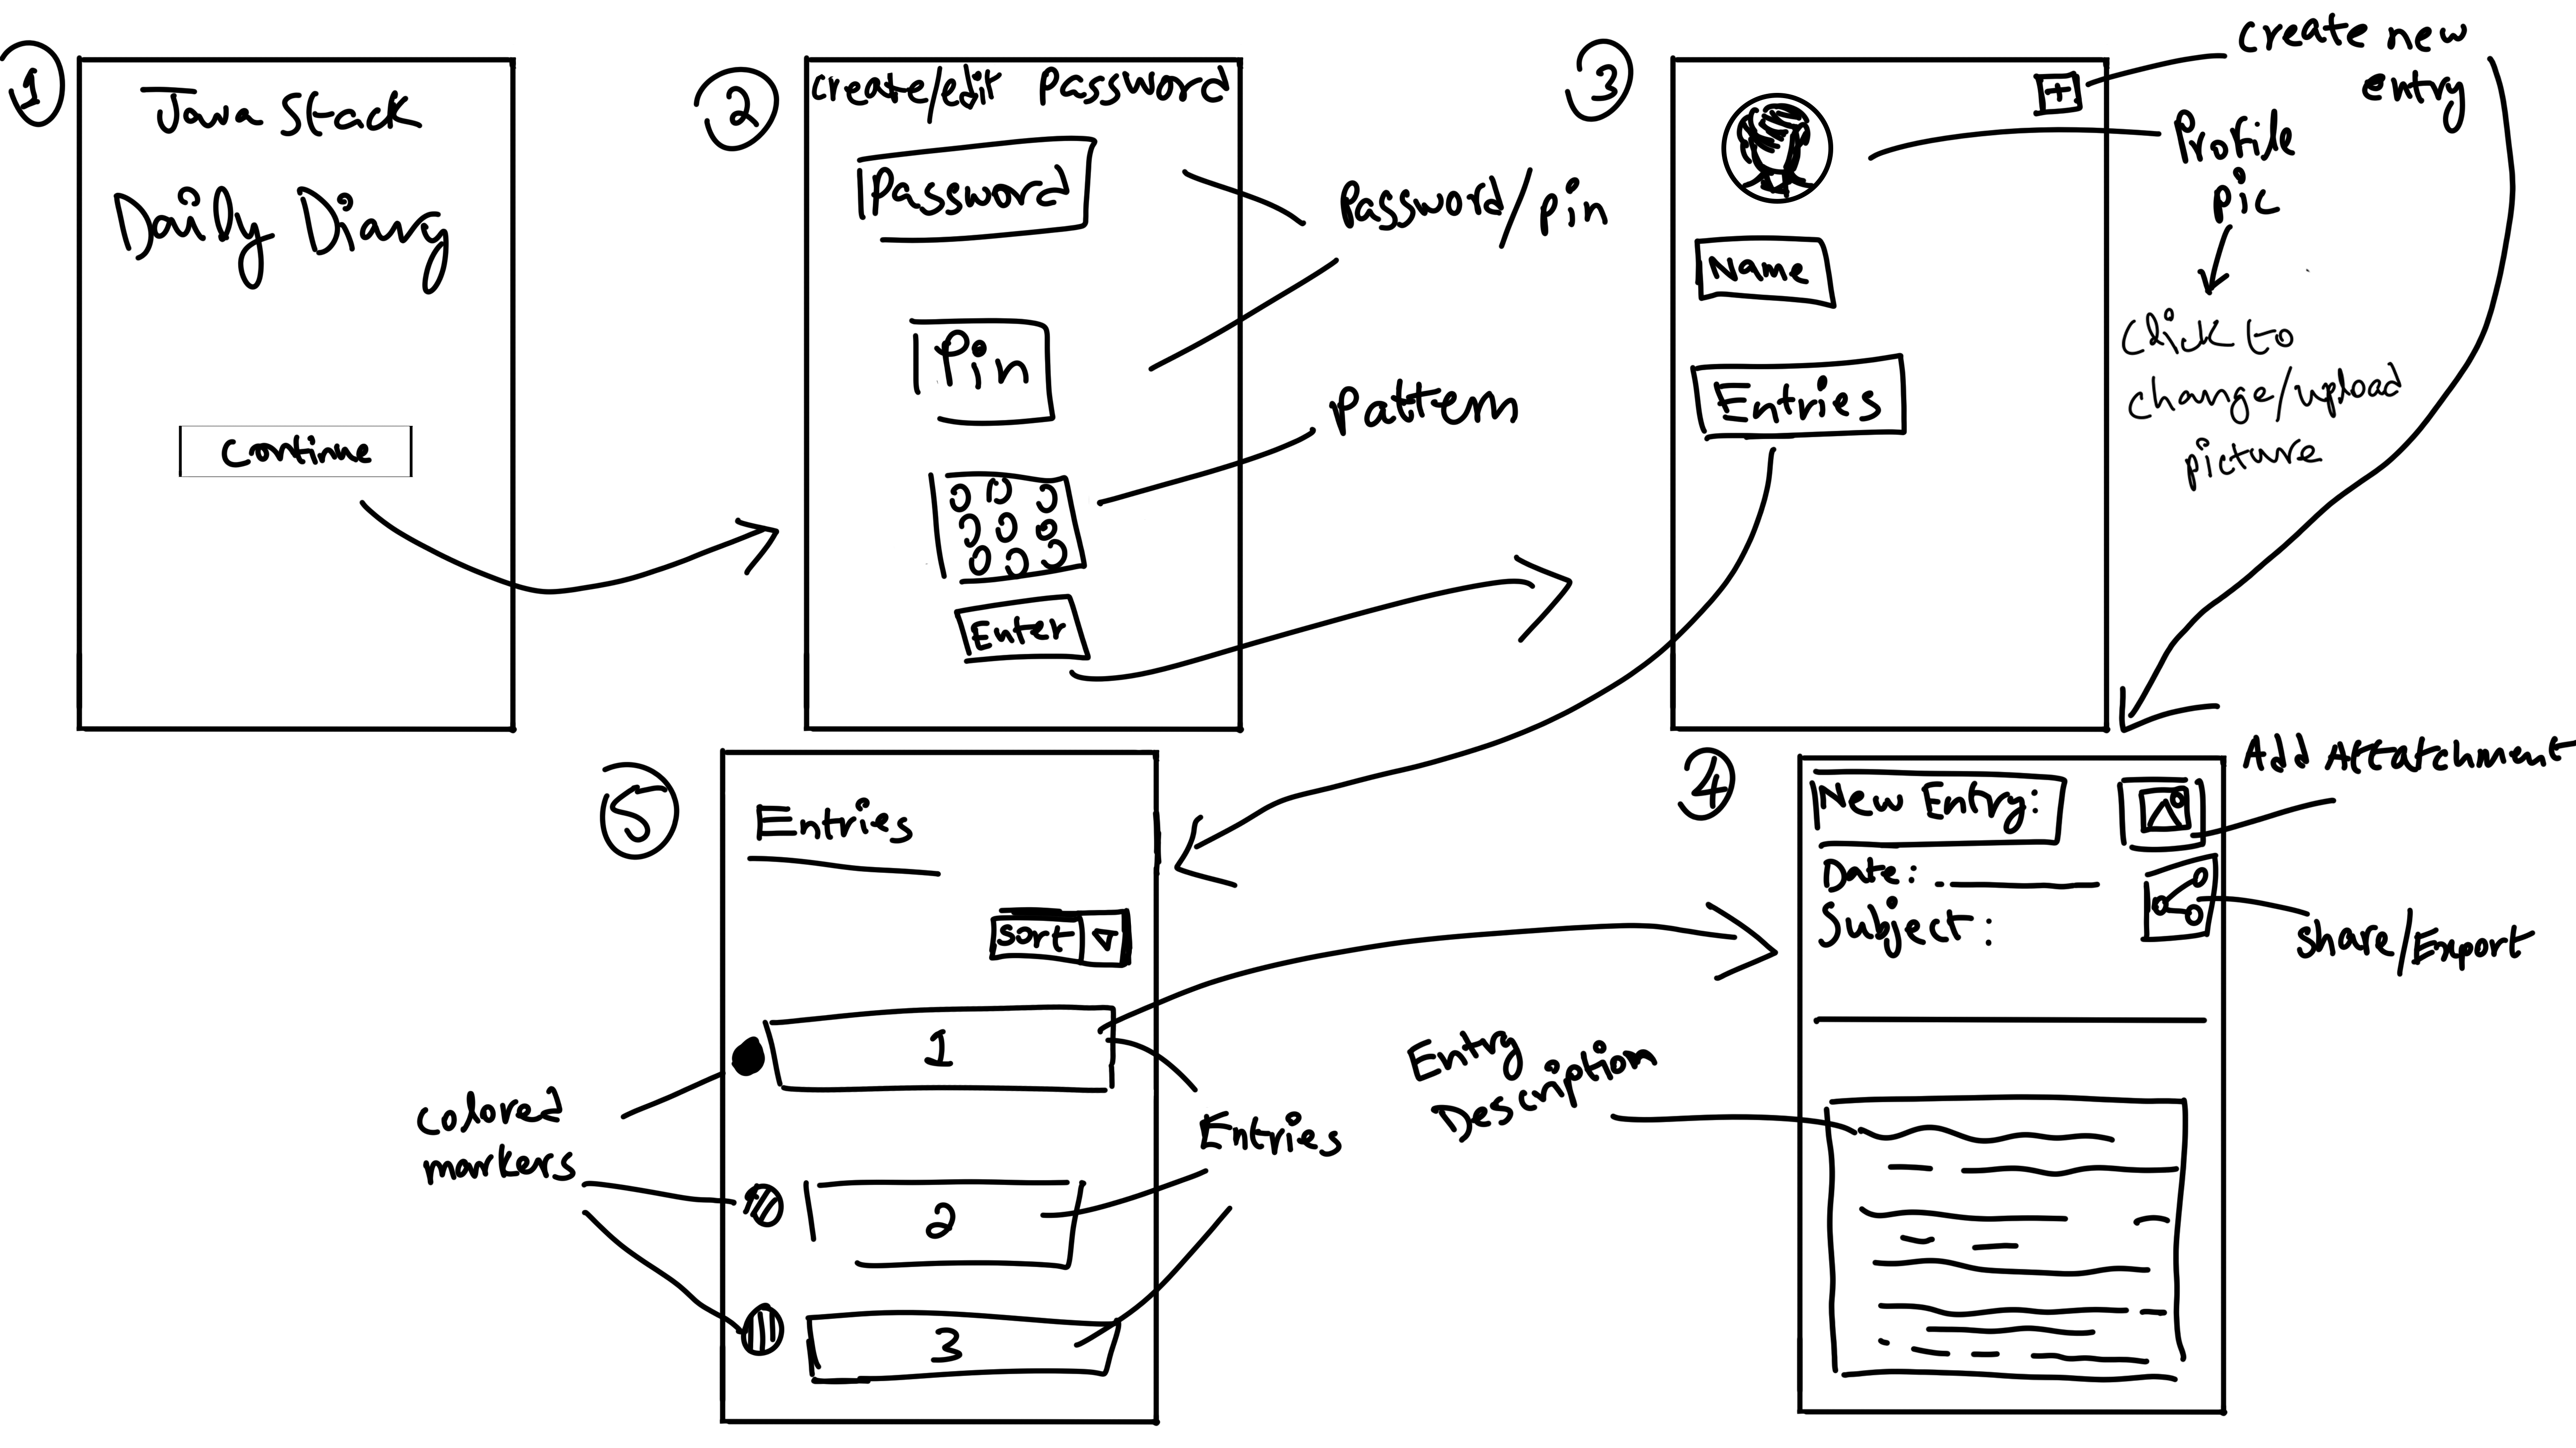 1
Java Stack
Daily Diary
Continue
2
Create/edit Password
Password
Pin
Enter
Password/pin
Pattern
3
+
Name
Entries
Create new
entry
Profile
pic
Click to
change/upload
picture
5
Entries
Sort
1
2
3
Colored
markers
Entries
4
New Entry:
Date:
Subject:
Add Attatchment
Share/Export
Entry
Description